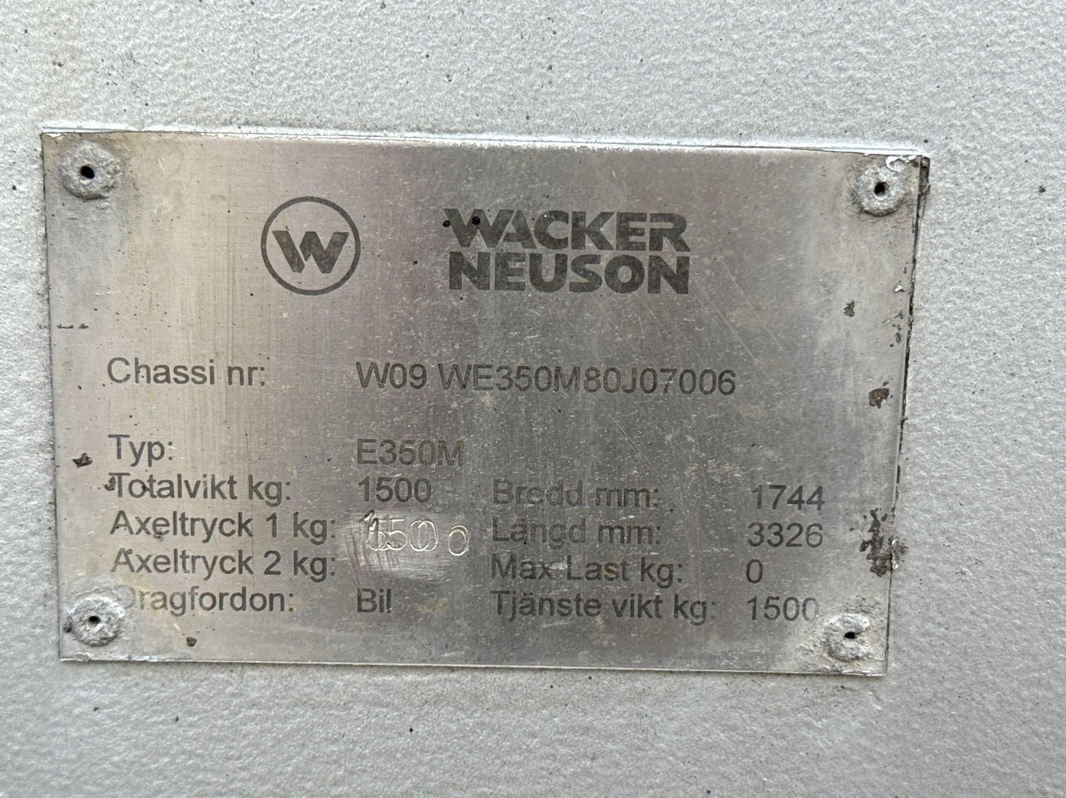 W WACKER
NEUSON
Chassi nr: W09 WE350M80J07006
Typ: E350M
Totalvikt kg: 1500 Bredd mm: 1744
Axeltryck 1 kg: 1500 Längd mm: 3326
Axeltryck 2 kg: Max Last kg: 0
Dragfordon: Bil Tjänste vikt kg: 1500